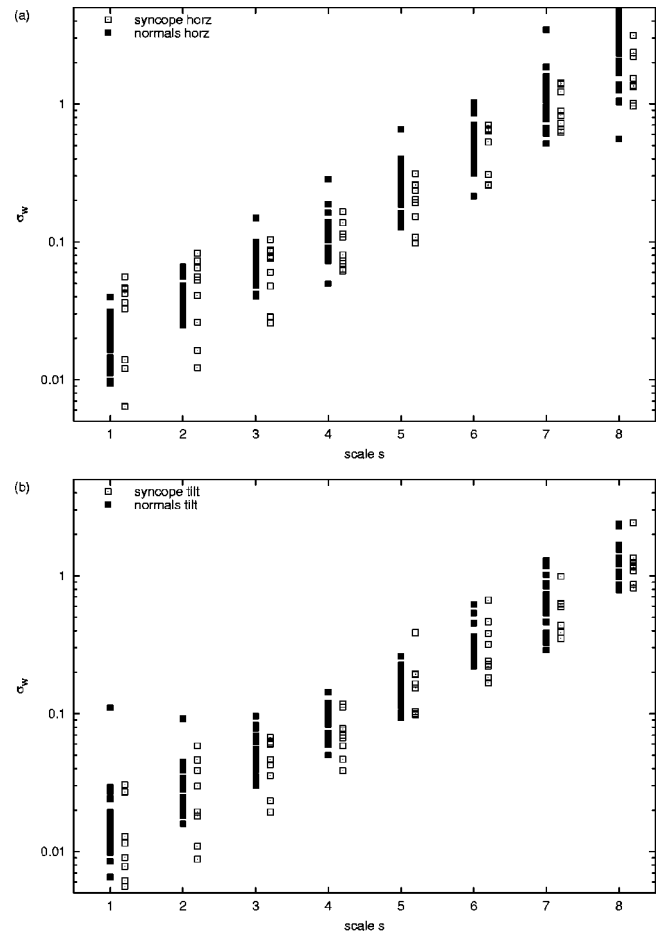 (a)
syncope horz
normals horz
1
0.1
0.01
σw
1 2 3 4 5 6 7 8
scale s
(b)
syncope tilt
normals tilt
1
0.1
0.01
σw
1 2 3 4 5 6 7 8
scale s